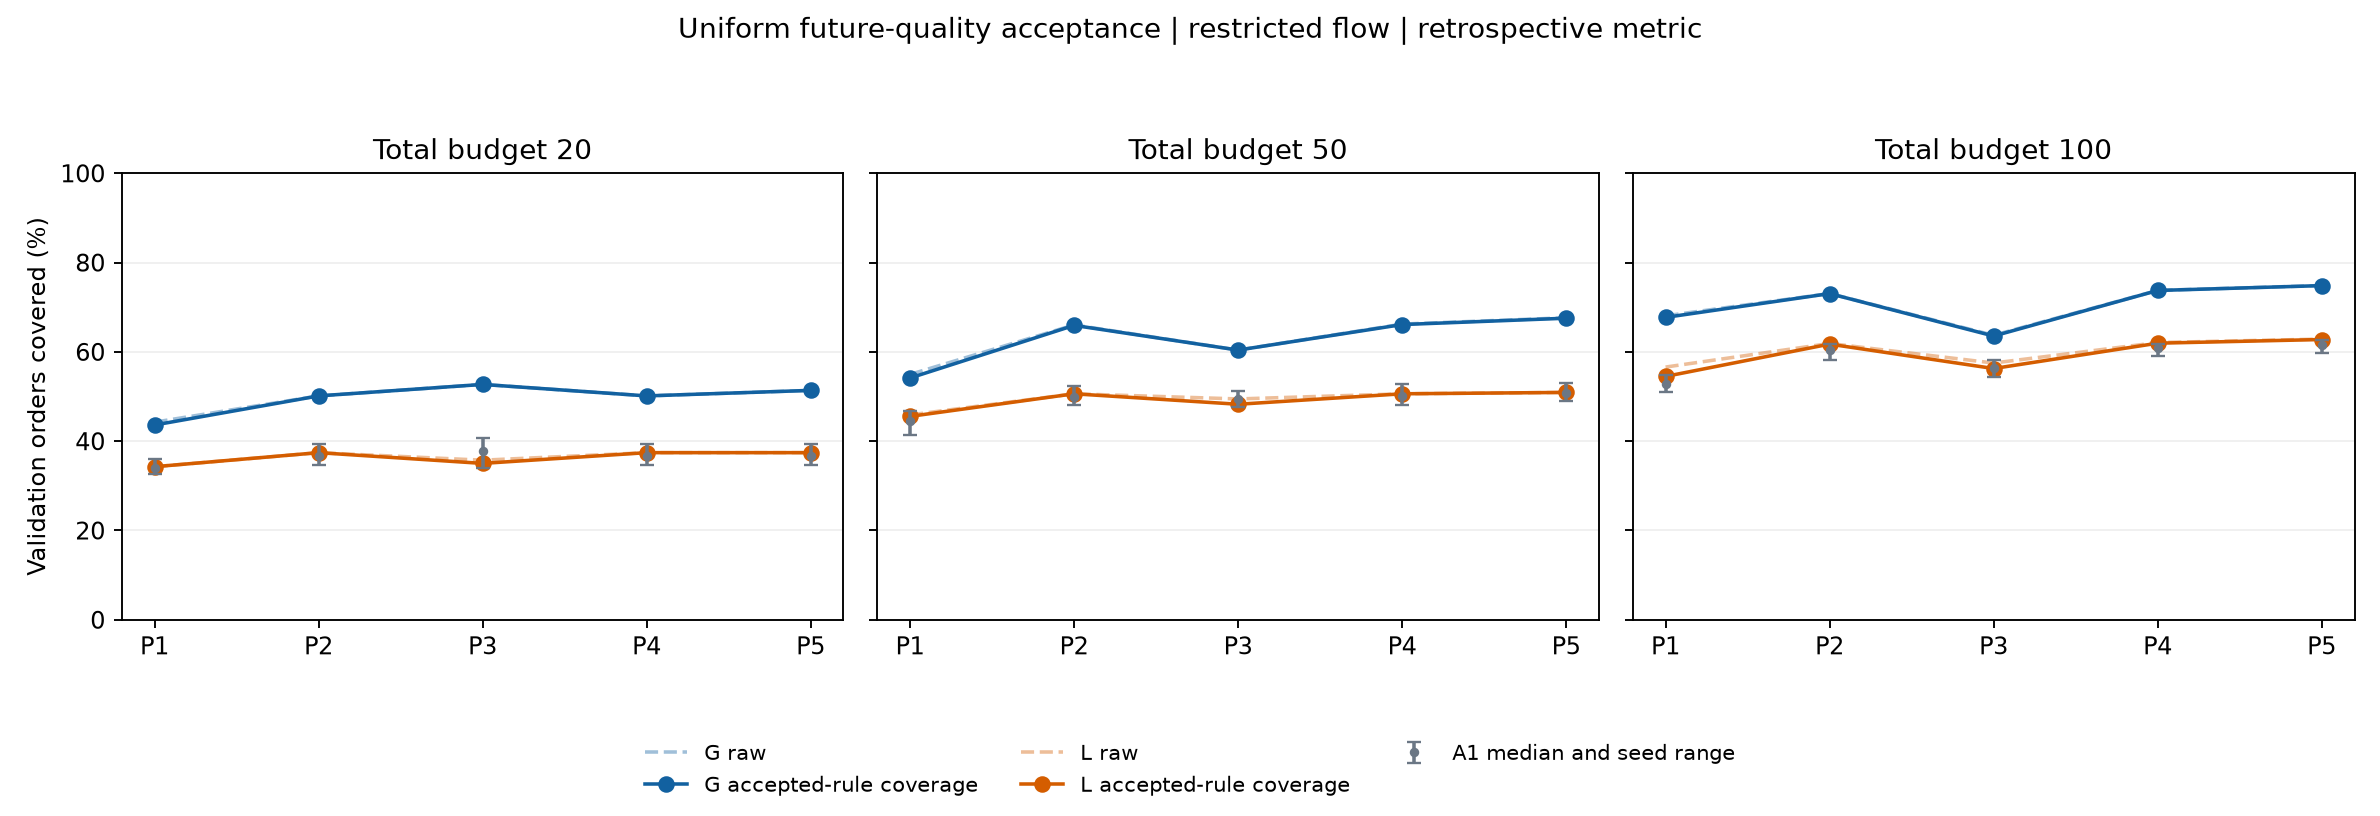 Uniform future-quality acceptance | restricted flow | retrospective metric
Total budget 20
Total budget 50
Total budget 100
Validation orders covered (%)
100
80
60
40
20
0
P1 P2 P3 P4 P5
P1 P2 P3 P4 P5
P1 P2 P3 P4 P5
G raw
G accepted-rule coverage
L raw
L accepted-rule coverage
A1 median and seed range